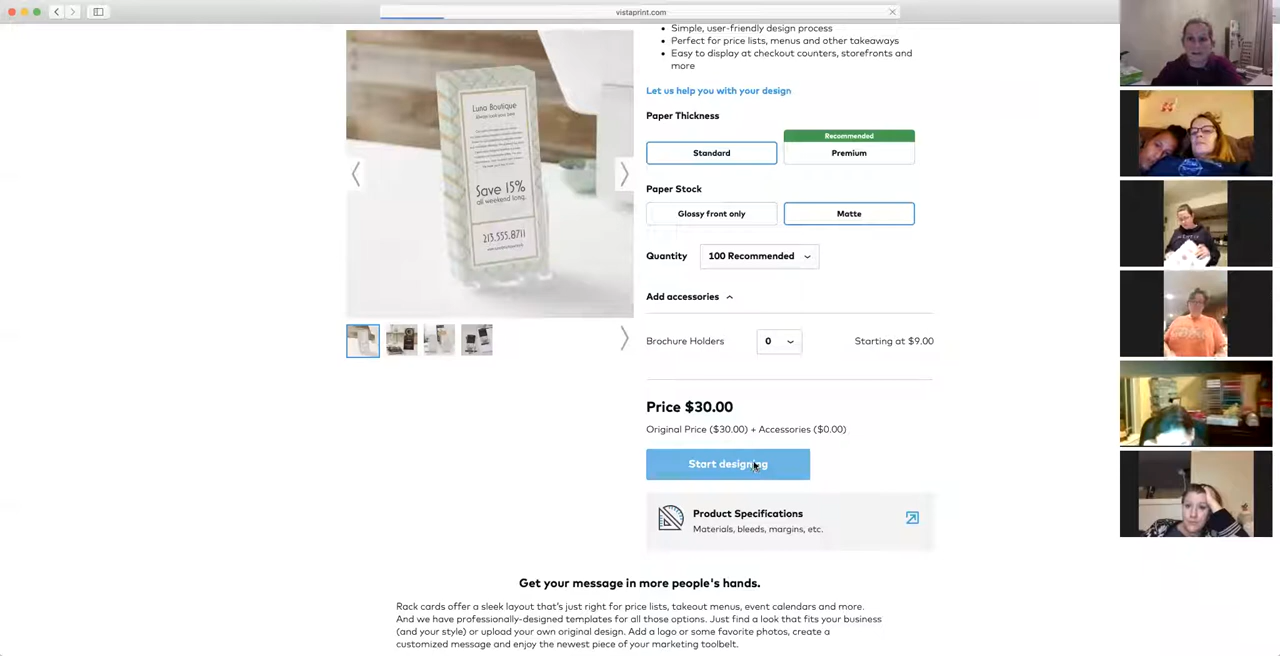 vistaprint.com
Simple, user-friendly design process
Perfect for price lists, menus and other takeaways
Easy to display at checkout counters, storefronts and
more
Let us help you with your design
Paper Thickness
Recommended
Standard
Premium
Paper Stock
Glossy front only
Matte
Quantity
100 Recommended
Add accessories
Brochure Holders
0
Starting at $9.00
Price $30.00
Original Price ($30.00) + Accessories ($0.00)
Start designing
Product Specifications
Materials, bleeds, margins, etc.
Luna Boutique
Save 15%
all weekend long.
213.555.8711
Get your message in more people's hands.
Rack cards offer a sleek layout that's just right for price lists, takeout menus, event calendars and more.
And we have professionally-designed templates for all those options. Just find a look that fits your business
(and your style) or upload your own original design. Add a logo or some favorite photos, create a
customized message and enjoy the newest piece of your marketing toolbelt.